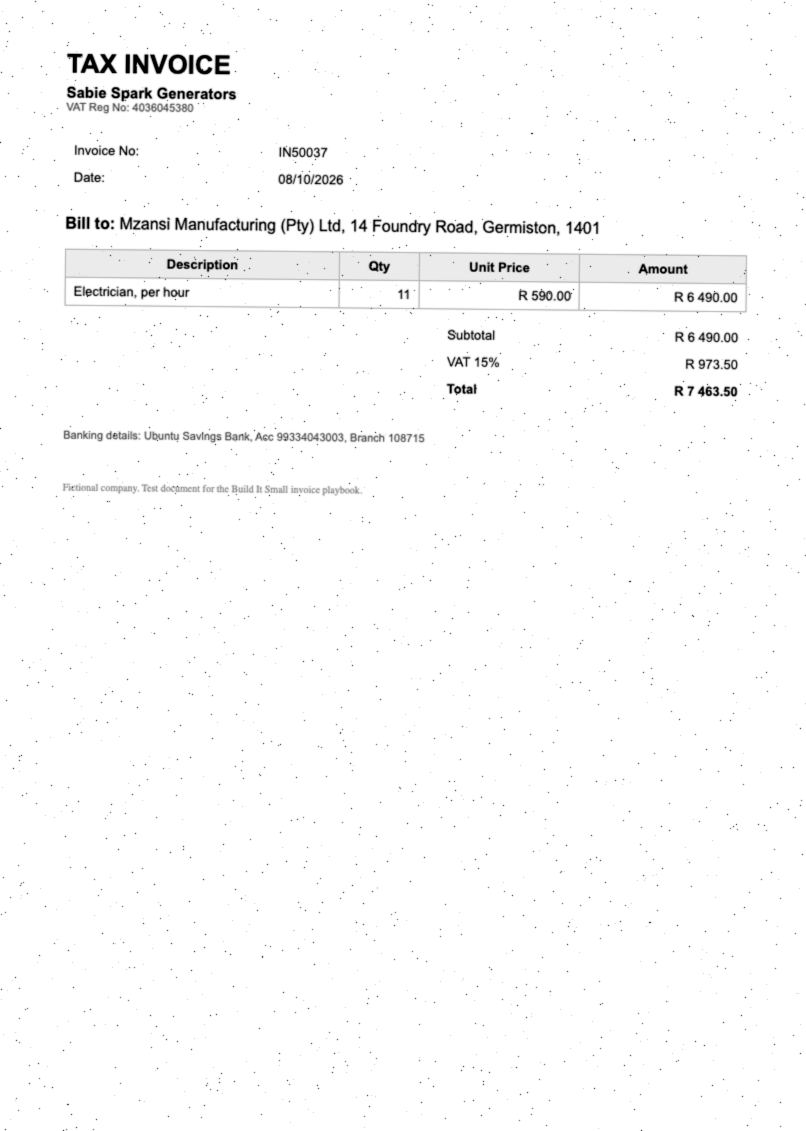 TAX INVOICE
Sabie Spark Generators
VAT Reg No: 4036045380
Invoice No: IN50037
Date: 08/10/2026
Bill to: Mzansi Manufacturing (Pty) Ltd, 14 Foundry Road, Germiston, 1401
Description Qty Unit Price Amount
Electrician, per hour 11 R 590.00 R 6 490.00
Subtotal R 6 490.00
VAT 15% R 973.50
Total R 7 463.50
Banking details: Ubuntu Savings Bank, Acc 99334043003, Branch 108715
Fictional company. Test document for the Build It Small invoice playbook.